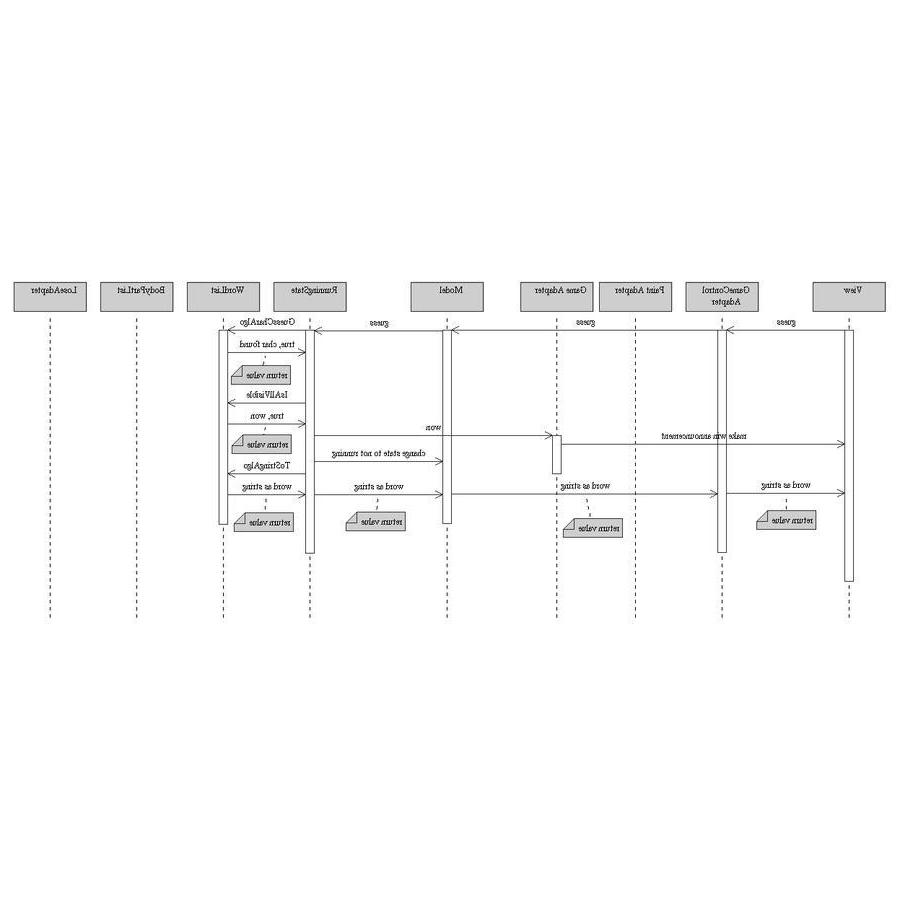 View
GameControl
Adapter
Paint Adapter
Game Adapter
Model
RunningState
WordList
BodyPartList
LoseAdapter
guess
guess
guess
GuessCharAlgo
true, char found
return value
IsAllVisible
true, won
won
make win announcement
return value
change state to not running
ToStringAlgo
word as string
word as string
word as string
word as string
return value
return value
return value
return value